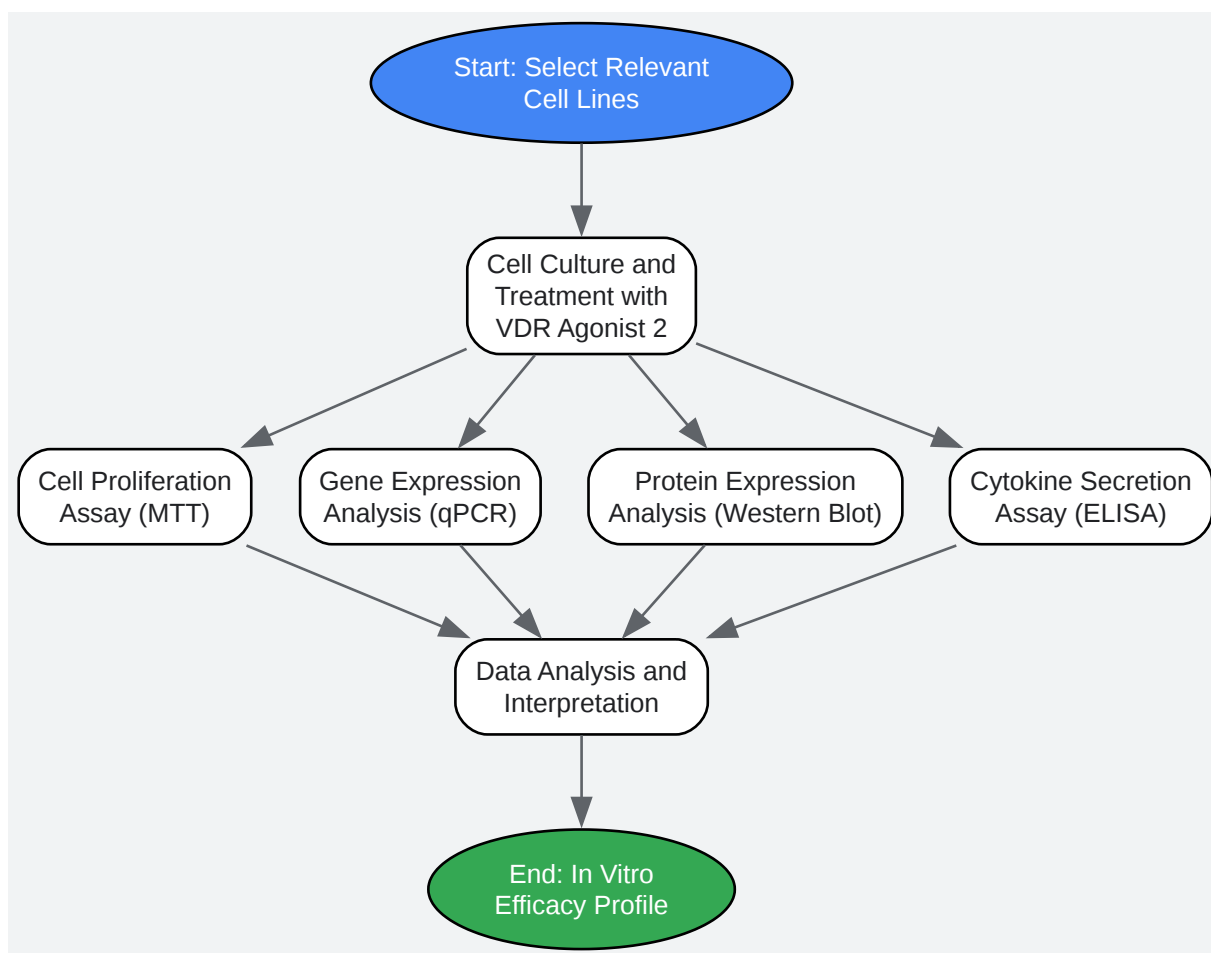 Start: Select Relevant
Cell Lines
Cell Culture and
Treatment with
VDR Agonist 2
Cell Proliferation
Assay (MTT)
Gene Expression
Analysis (qPCR)
Protein Expression
Analysis (Western Blot)
Cytokine Secretion
Assay (ELISA)
Data Analysis and
Interpretation
End: In Vitro
Efficacy Profile